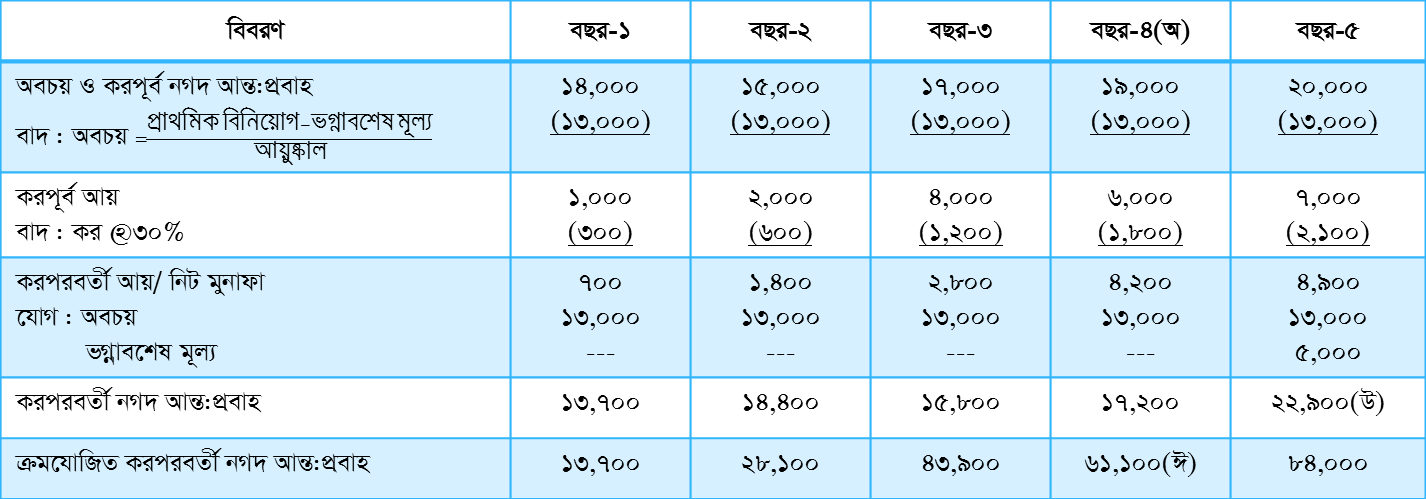 বিবরণ বছর-১ বছর-২ বছর-৩ বছর-৪(অ) বছর-৫
অবচয় ও করপূর্ব নগদ আন্ত:প্রবাহ ১৪,০০০ ১৫,০০০ ১৭,০০০ ১৯,০০০ ২০,০০০
বাদ : অবচয় = প্রাথমিক বিনিয়োগ-ভগ্নাবশেষ মূল্য (১৩,০০০) (১৩,০০০) (১৩,০০০) (১৩,০০০) (১৩,০০০)
আয়ুষ্কাল
করপূর্ব আয় ১,০০০ ২,০০০ ৪,০০০ ৬,০০০ ৭,০০০
বাদ : কর @৩০% (৩০০) (৬০০) (১,২০০) (১,৮০০) (২,১০০)
করপরবর্তী আয়/ নিট মুনাফা ৭০০ ১,৪০০ ২,৮০০ ৪,২০০ ৪,৯০০
যোগ : অবচয় ১৩,০০০ ১৩,০০০ ১৩,০০০ ১৩,০০০ ১৩,০০০
ভগ্নাবশেষ মূল্য --- --- --- --- ৫,০০০
করপরবর্তী নগদ আন্ত:প্রবাহ ১৩,৭০০ ১৪,৪০০ ১৫,৮০০ ১৭,২০০ ২২,৯০০(উ)
ক্রমযোজিত করপরবর্তী নগদ আন্ত:প্রবাহ ১৩,৭০০ ২৮,১০০ ৪৩,৯০০ ৬১,১০০(ঈ) ৮৪,০০০